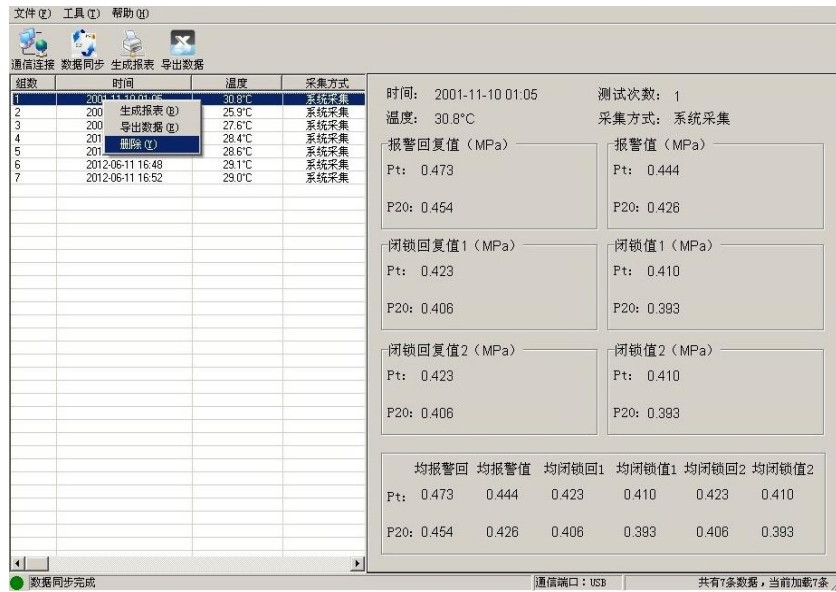 文件(F) 工具(T) 帮助(H)
通信连接 数据同步 生成报表 导出数据
组数 时间 温度 采集方式
1 2001-11-10 01:05 30.8°C 系统采集
2 200 25.9°C 系统采集
3 200 27.6°C 系统采集
4 201 28.4°C 系统采集
5 201 28.6°C 系统采集
6 2012-06-11 16:48 29.1°C 系统采集
7 2012-06-11 16:52 29.0°C 系统采集
生成报表(B)
导出数据(E)
删除(Y)
时间: 2001-11-10 01:05 测试次数: 1
温度: 30.8°C 采集方式: 系统采集
报警回复值(MPa) 报警值(MPa)
Pt: 0.473 Pt: 0.444
P20: 0.454 P20: 0.426
闭锁回复值1(MPa) 闭锁值1(MPa)
Pt: 0.423 Pt: 0.410
P20: 0.406 P20: 0.393
闭锁回复值2(MPa) 闭锁值2(MPa)
Pt: 0.423 Pt: 0.410
P20: 0.406 P20: 0.393
均报警回 均报警值 均闭锁回1 均闭锁值1 均闭锁回2 均闭锁值2
Pt: 0.473 0.444 0.423 0.410 0.423 0.410
P20: 0.454 0.426 0.406 0.393 0.406 0.393
数据同步完成 通信端口:USB 共有7条数据,当前加载7条